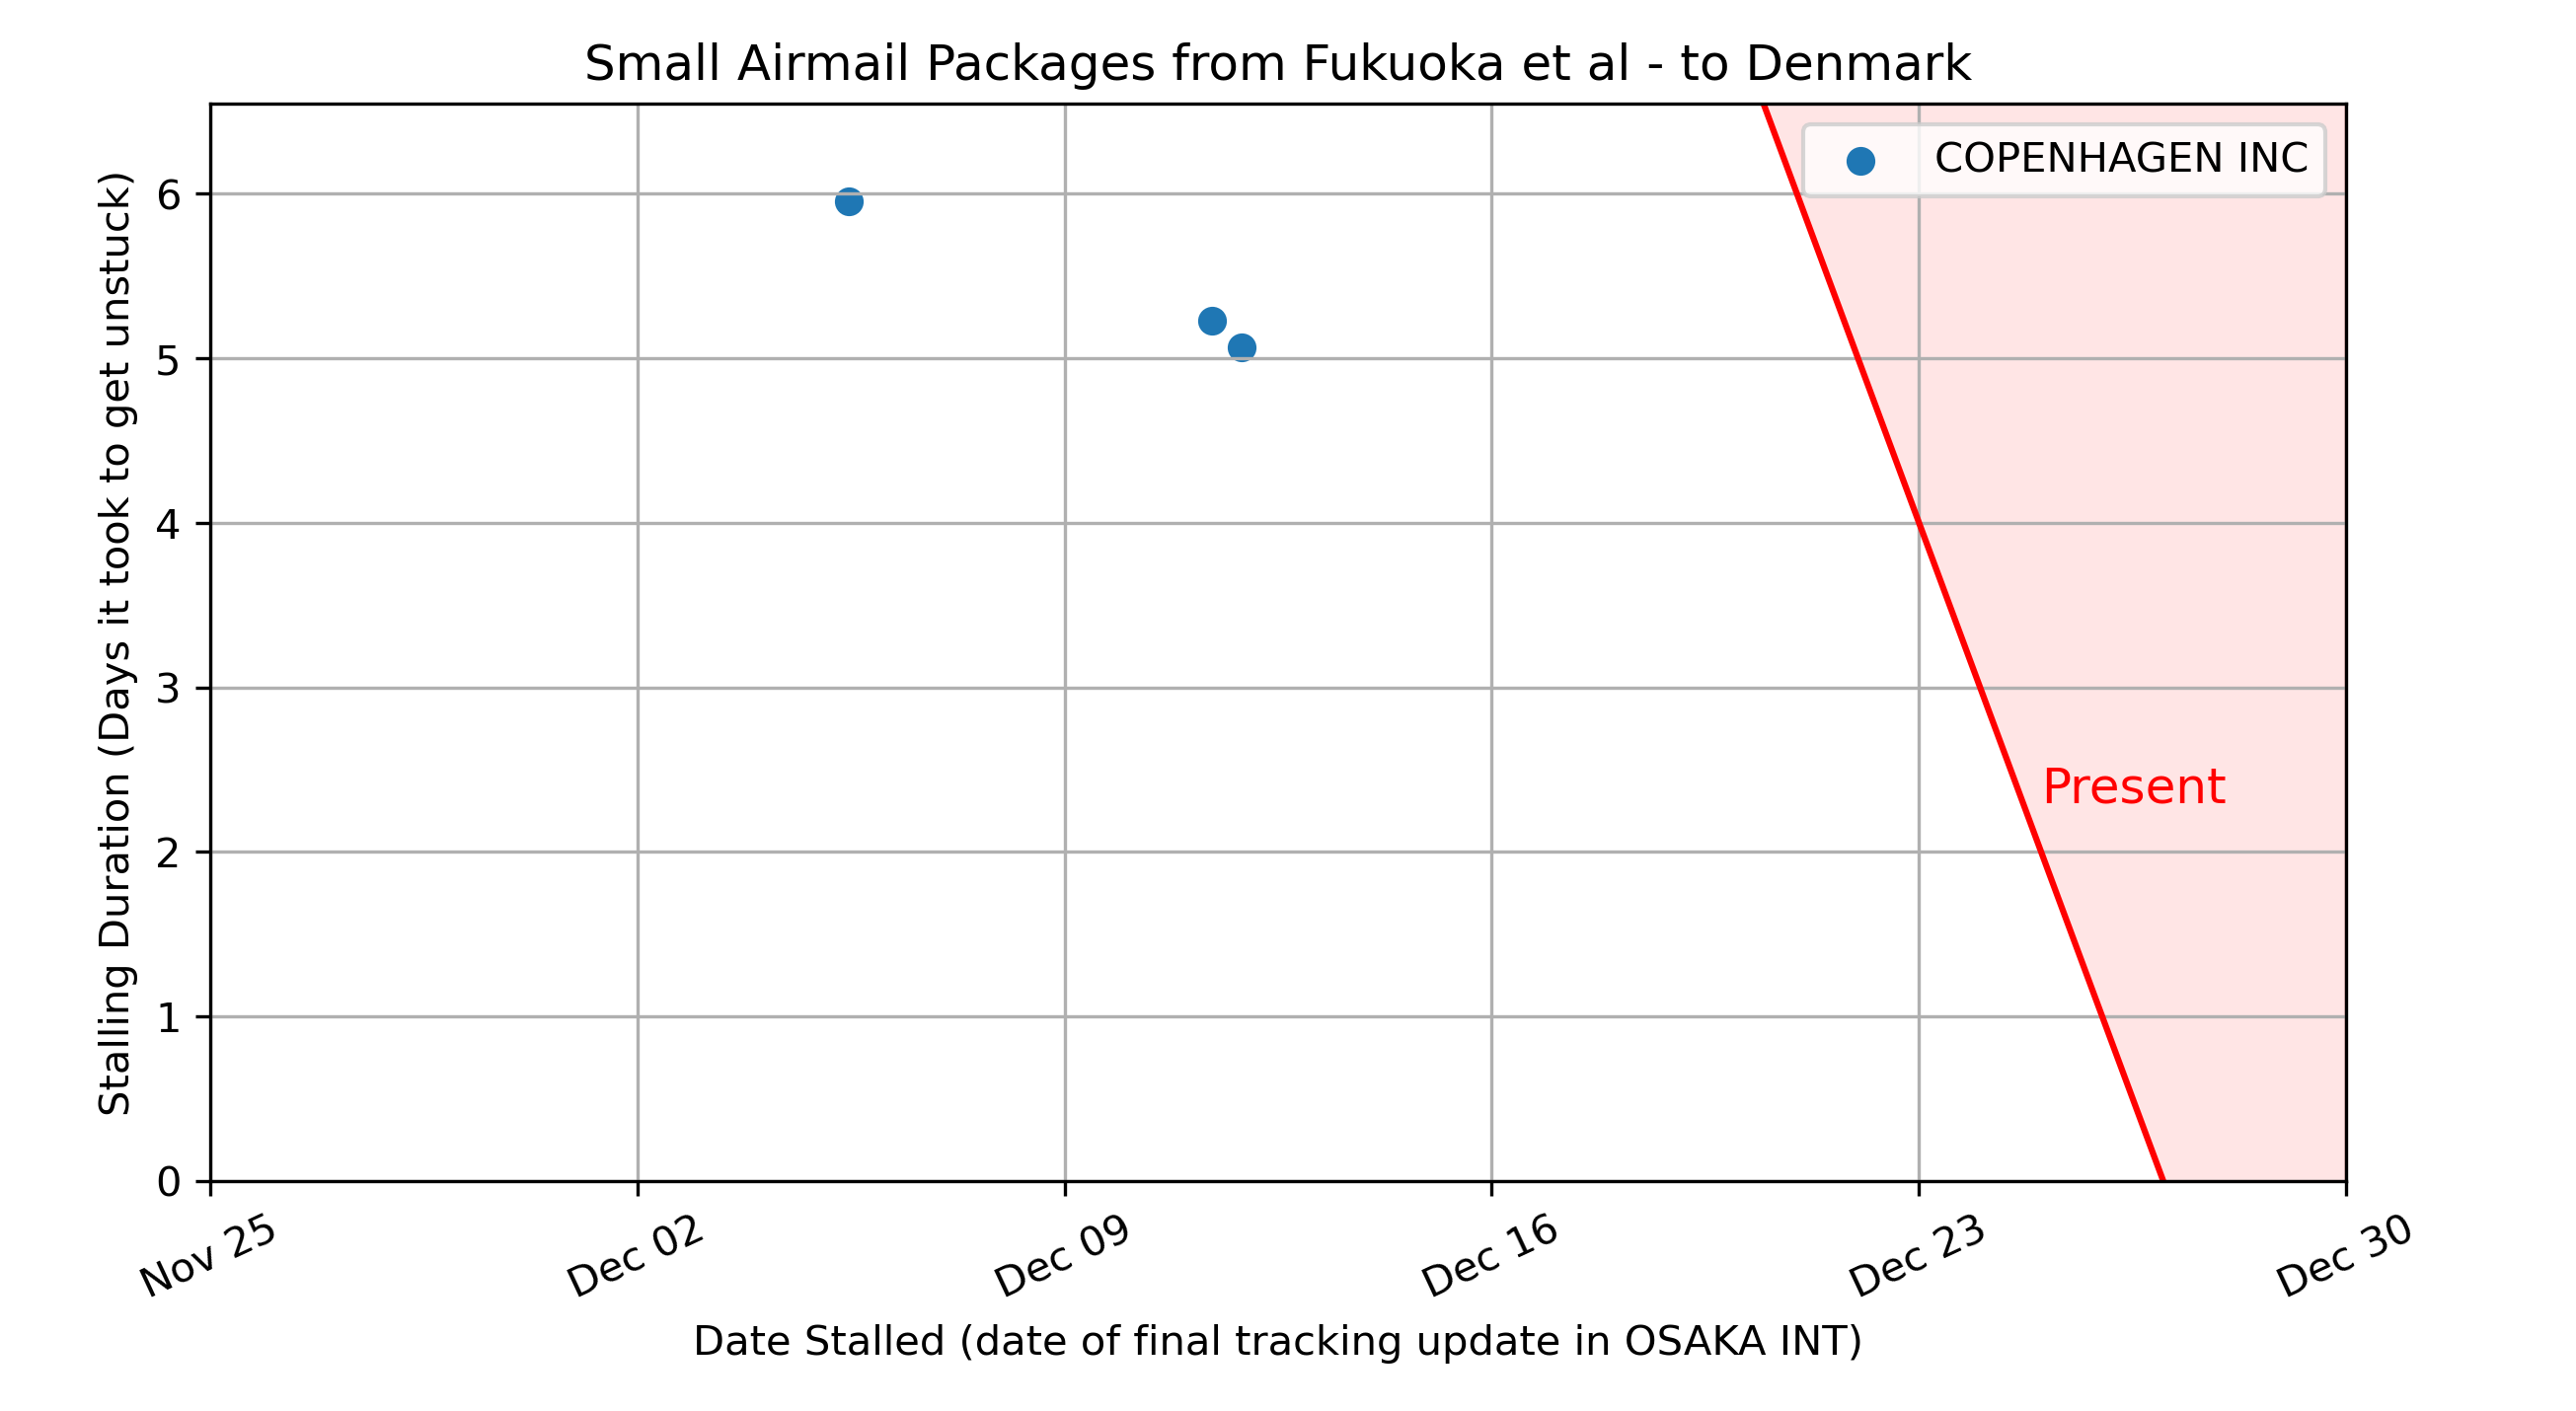 Small Airmail Packages from Fukuoka et al - to Denmark
COPENHAGEN INC
Stalling Duration (Days it took to get unstuck)
6
5
4
3
2
1
0
Present
Nov 25
Dec 02
Dec 09
Dec 16
Dec 23
Dec 30
Date Stalled (date of final tracking update in OSAKA INT)